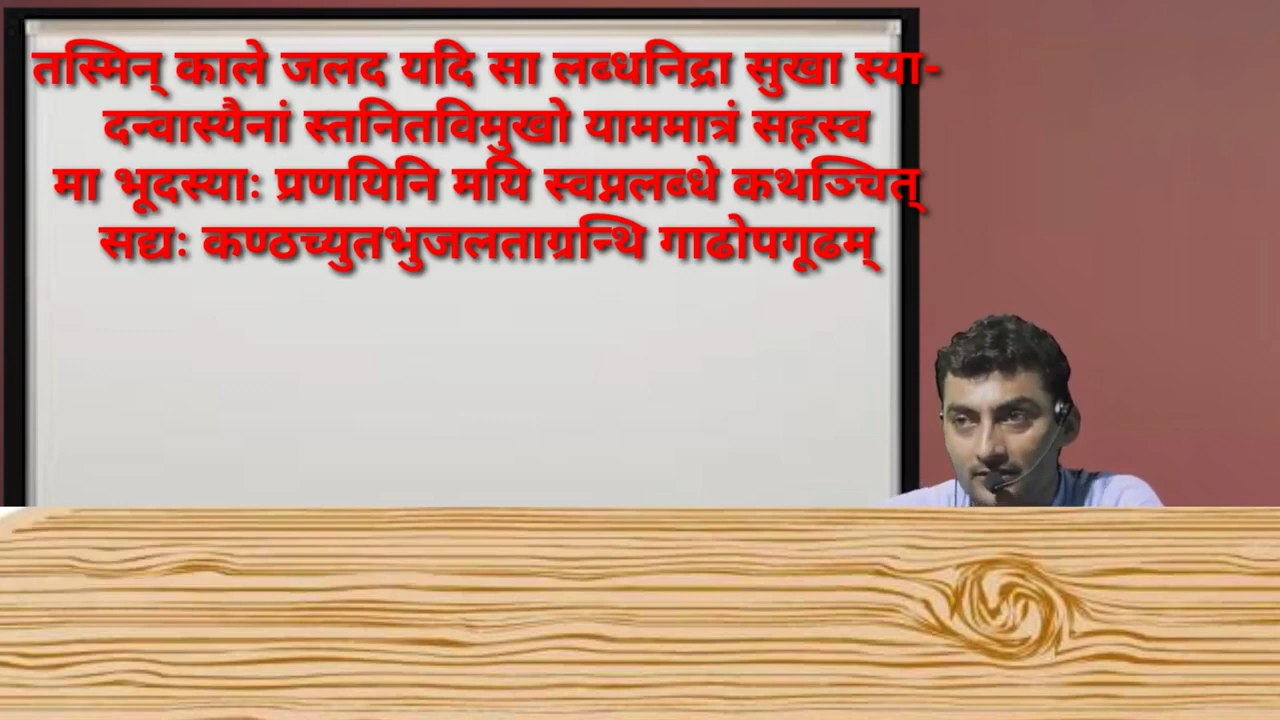 तस्मिन् काले जलद यदि सा लब्धनिद्रा सुखा स्या-
दन्वास्यैनां स्तनितविमुखो याममात्रं सहस्व
मा भूदस्याः प्रणयिनि मयि स्वप्नलब्धे कथञ्चित्
सद्यः कण्ठच्युतभुजलताग्रन्थि गाढोपगूढम्